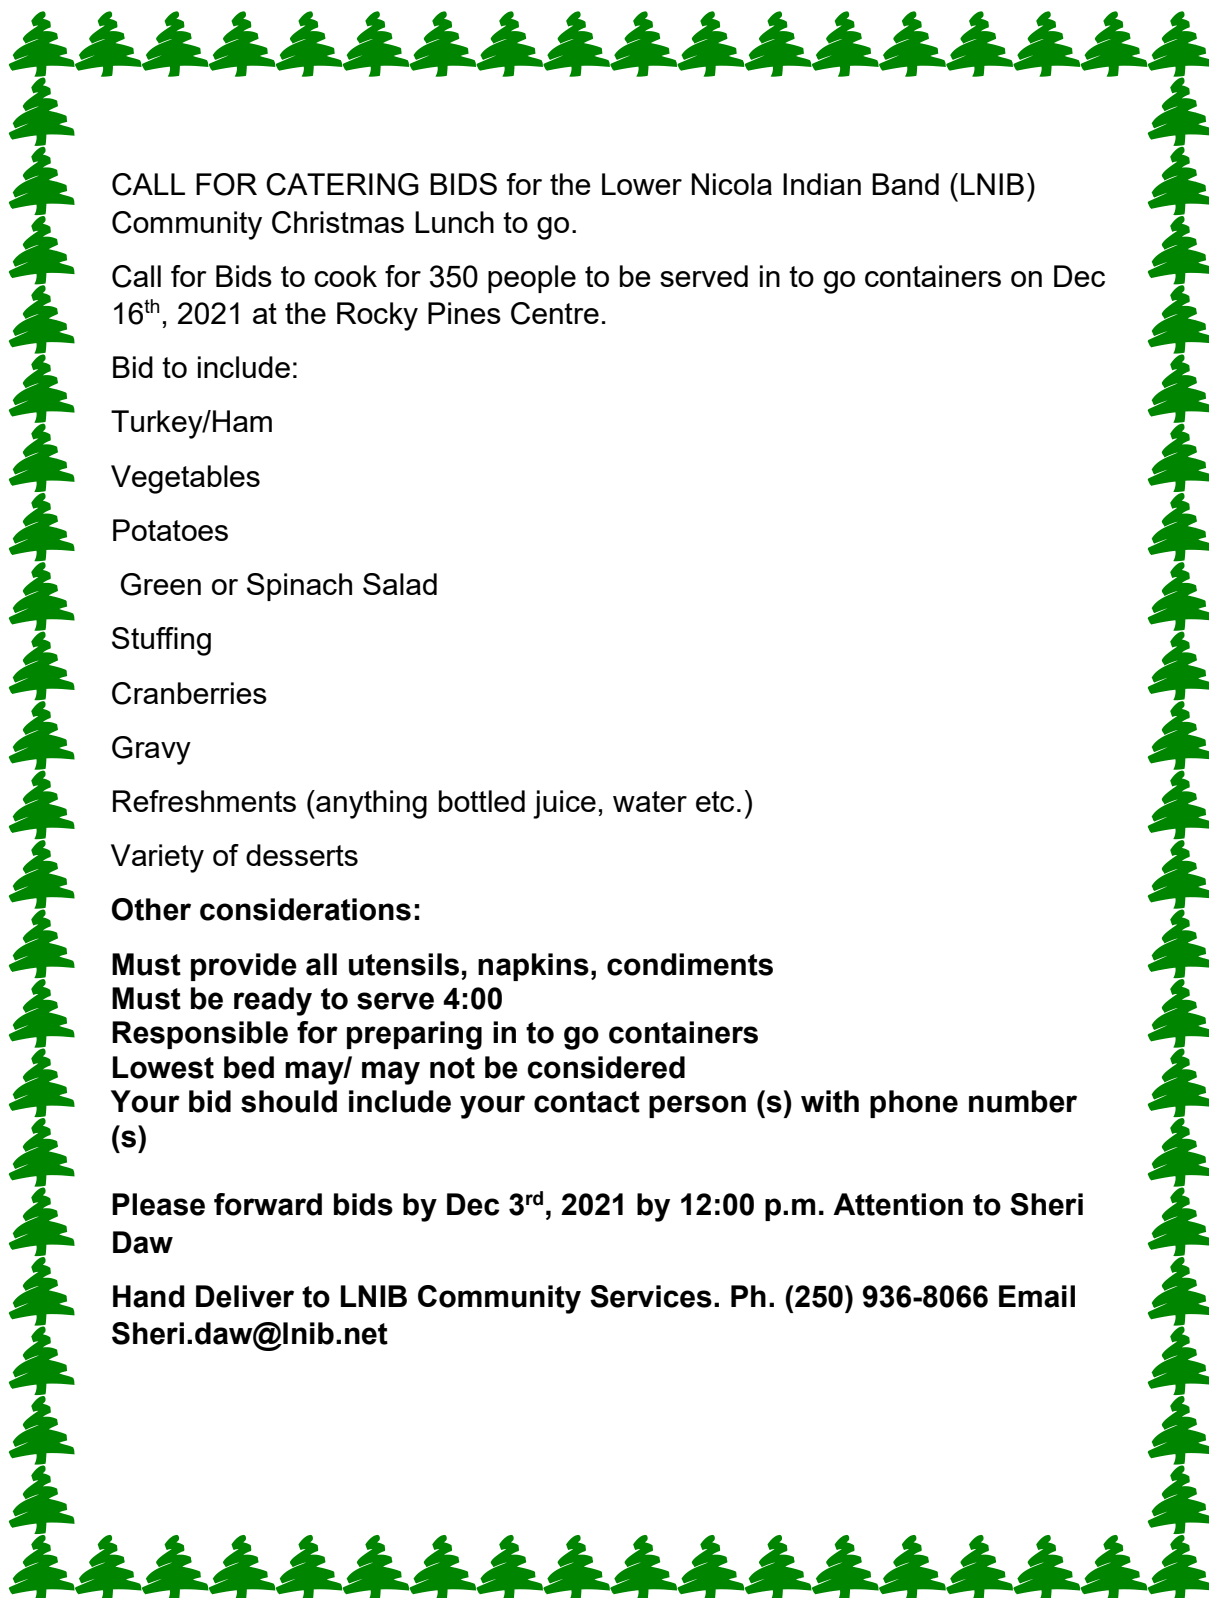 CALL FOR CATERING BIDS for the Lower Nicola Indian Band (LNIB)
Community Christmas Lunch to go.
Call for Bids to cook for 350 people to be served in to go containers on Dec
16th, 2021 at the Rocky Pines Centre.
Bid to include:
Turkey/Ham
Vegetables
Potatoes
Green or Spinach Salad
Stuffing
Cranberries
Gravy
Refreshments (anything bottled juice, water etc.)
Variety of desserts
Other considerations:
Must provide all utensils, napkins, condiments
Must be ready to serve 4:00
Responsible for preparing in to go containers
Lowest bed may/ may not be considered
Your bid should include your contact person (s) with phone number
(s)
Please forward bids by Dec 3rd, 2021 by 12:00 p.m. Attention to Sheri
Daw
Hand Deliver to LNIB Community Services. Ph. (250) 936-8066 Email
Sheri.daw@lnib.net